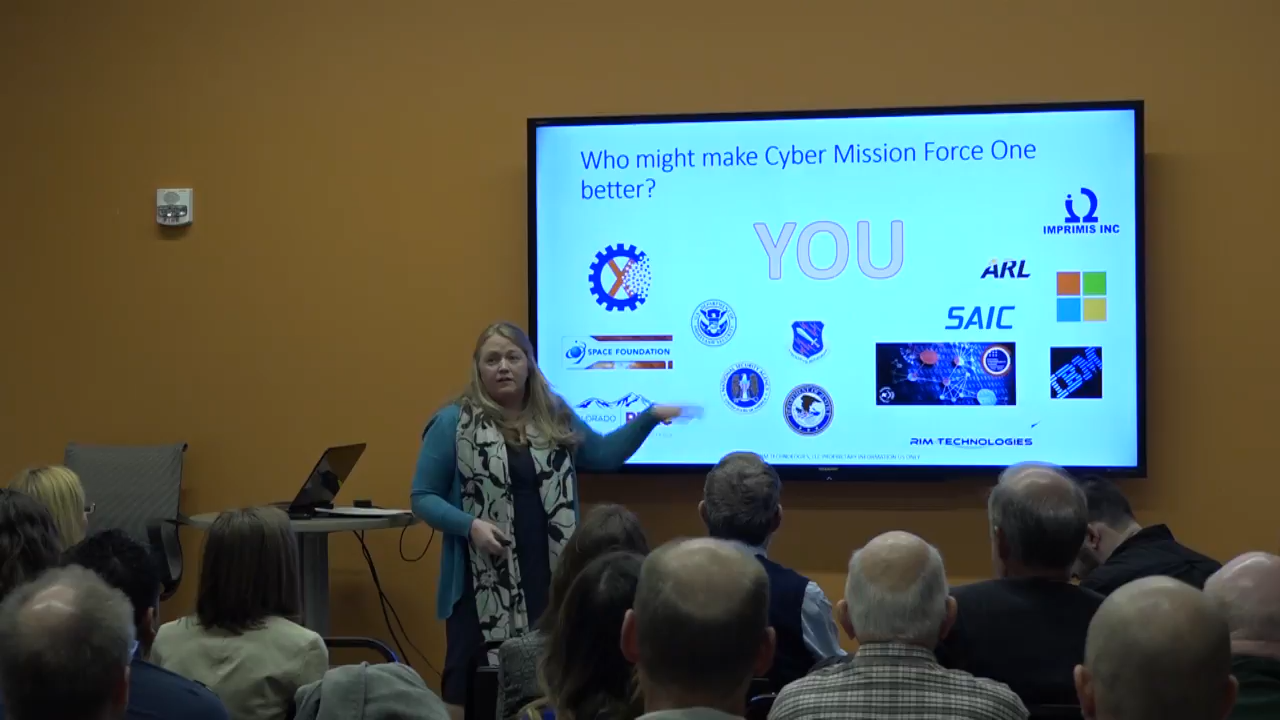 Who might make Cyber Mission Force One
better?
YOU
IMPRIMIS INC
ARL
SAIC
SPACE FOUNDATION
IBM
RIM TECHNOLOGIES